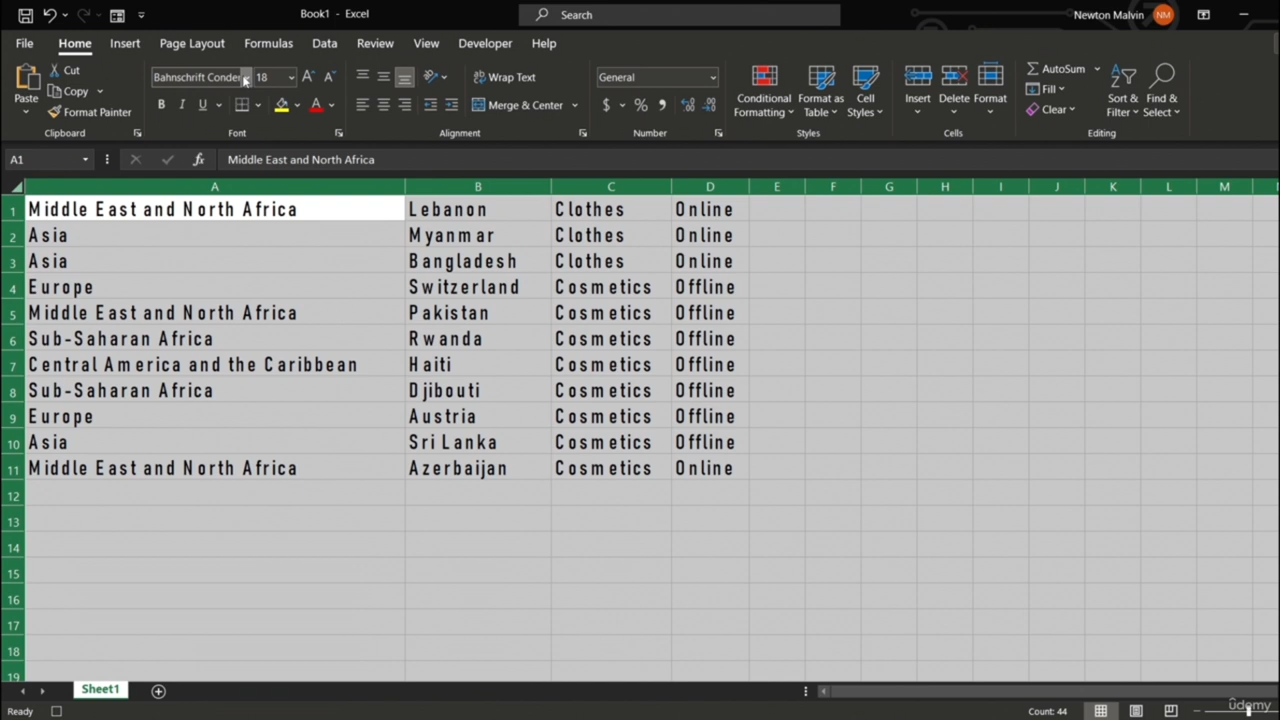 Book1 - Excel
Search
Newton Malvin NM
File Home Insert Page Layout Formulas Data Review View Developer Help
Paste
Cut
Copy
Format Painter
Clipboard
Bahnschrift Conden 18
B I U
Font
Wrap Text
Merge & Center
Alignment
General
$ %
Number
Conditional Formatting
Format as Table
Cell Styles
Styles
Insert Delete Format
Cells
AutoSum
Fill
Clear
Sort & Filter
Find & Select
Editing
A1 fx Middle East and North Africa
A B C D E F G H I J K L M
1 Middle East and North Africa Lebanon Clothes Online
2 Asia Myanmar Clothes Online
3 Asia Bangladesh Clothes Online
4 Europe Switzerland Cosmetics Offline
5 Middle East and North Africa Pakistan Cosmetics Offline
6 Sub-Saharan Africa Rwanda Cosmetics Offline
7 Central America and the Caribbean Haiti Cosmetics Offline
8 Sub-Saharan Africa Djibouti Cosmetics Offline
9 Europe Austria Cosmetics Offline
10 Asia Sri Lanka Cosmetics Offline
11 Middle East and North Africa Azerbaijan Cosmetics Online
12
13
14
15
16
17
18
19
Sheet1
Ready
Count: 44
udemy